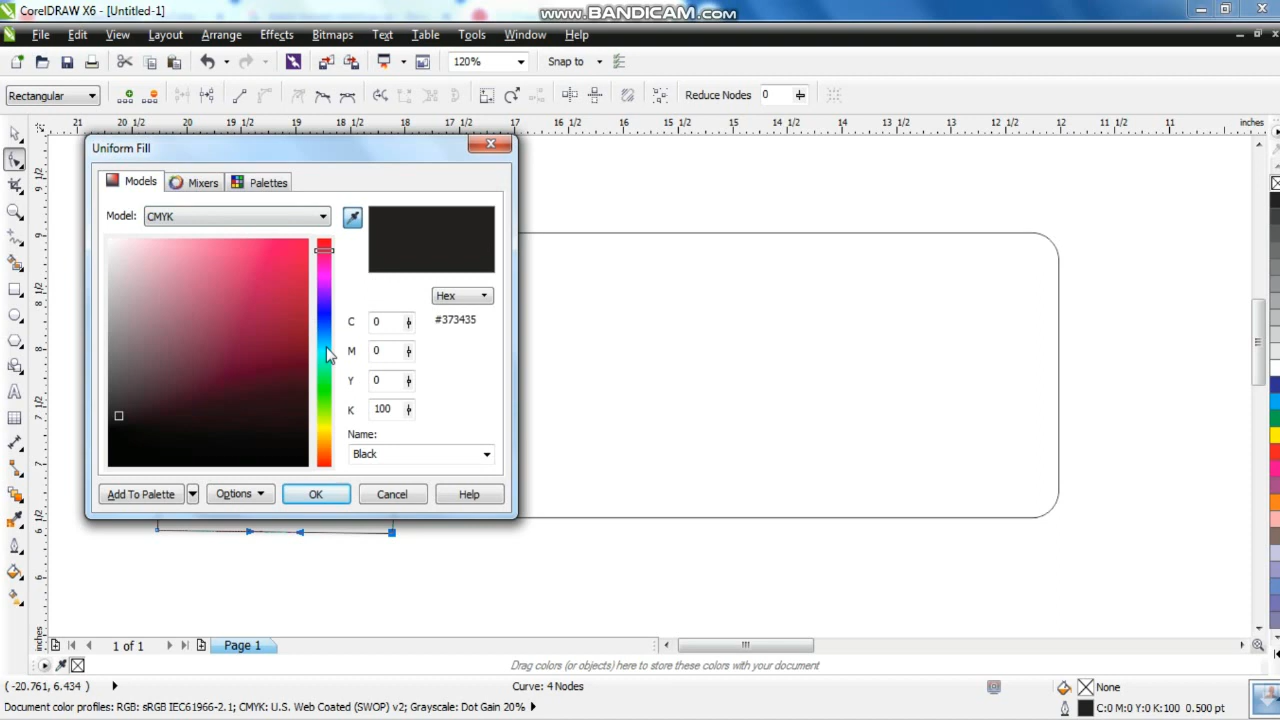 CorelDRAW X6 - [Untitled-1]
www.BANDICAM.com
File Edit View Layout Arrange Effects Bitmaps Text Table Tools Window Help
120% Snap to
Rectangular Reduce Nodes 0
21 20 1/2 20 19 1/2 19 18 1/2 18 17 1/2 17 16 1/2 16 15 1/2 15 14 1/2 14 13 1/2 13 12 1/2 12 11 1/2 11 inches
Uniform Fill
Models Mixers Palettes
Model: CMYK
Hex
C 0 #373435
M 0
Y 0
K 100
Name:
Black
Add To Palette Options OK Cancel Help
1 of 1 Page 1
Drag colors (or objects) here to store these colors with your document
(-20.761, 6.434 ) Curve: 4 Nodes None
Document color profiles: RGB: sRGB IEC61966-2.1; CMYK: U.S. Web Coated (SWOP) v2; Grayscale: Dot Gain 20% C:0 M:0 Y:0 K:100 0.500 pt